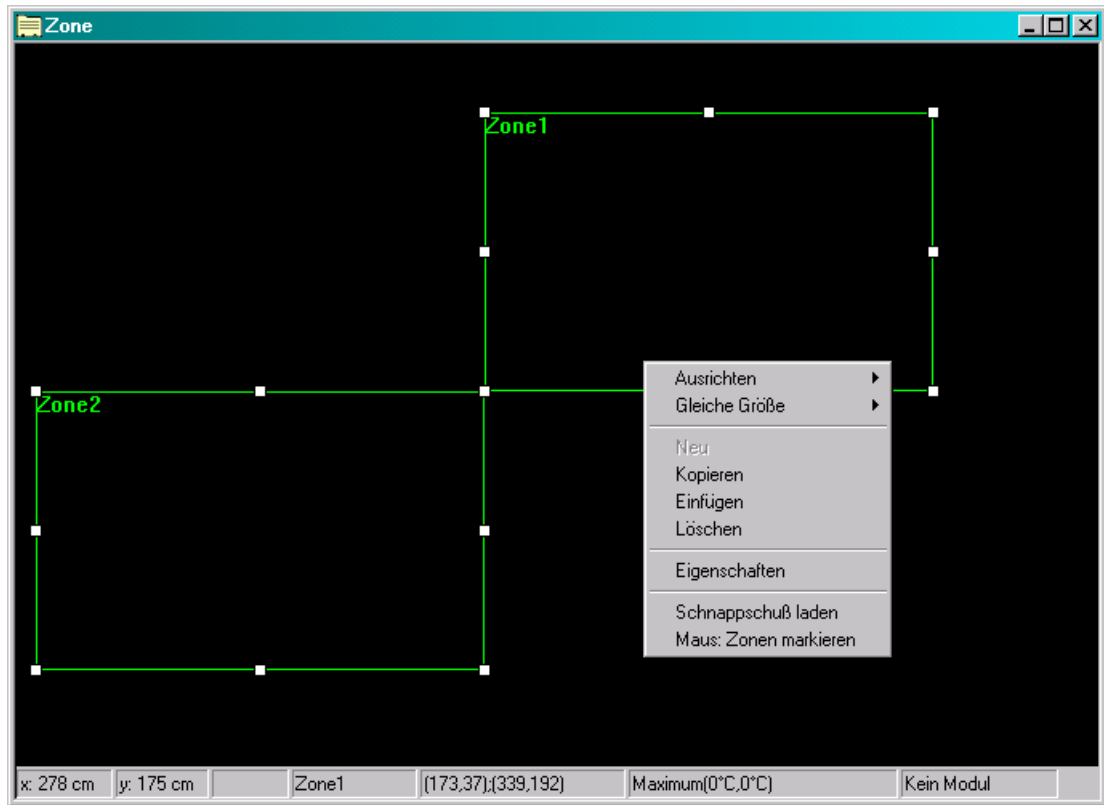 Zone
Zone1
Zone2
Ausrichten
Gleiche Größe
Neu
Kopieren
Einfügen
Löschen
Eigenschaften
Schnappschuß laden
Maus: Zonen markieren
x: 278 cm y: 175 cm Zone1 (173,37);(339,192) Maximum(0°C,0°C) Kein Modul